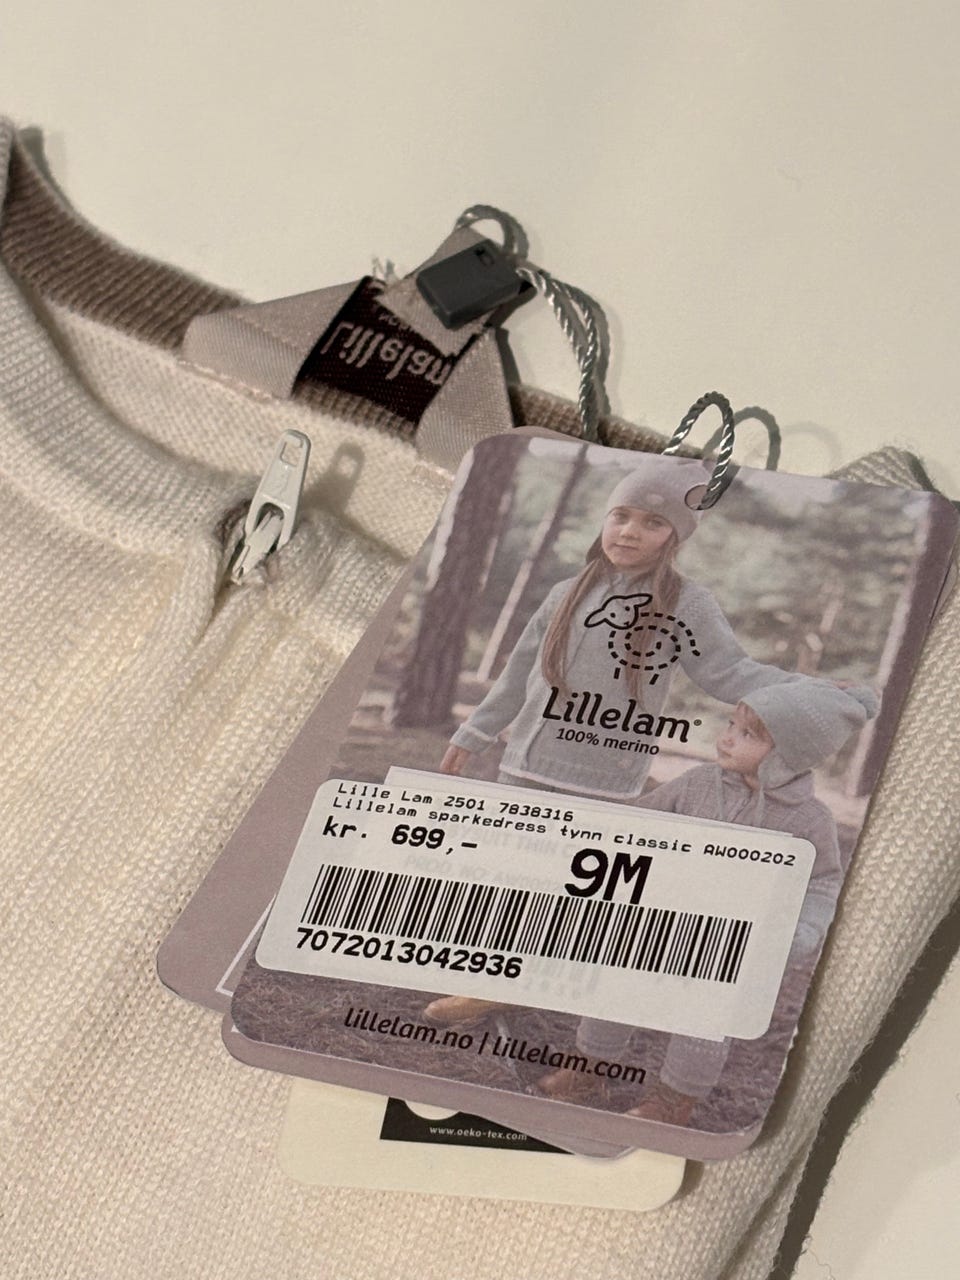 Lillelam
Lillelam®
100% merino
Lille Lam 2501 7838316
Lillelam sparkedress tynn classic AW000202
kr. 699,-
9M
7072013042936
lillelam.no | lillelam.com
www.oeko-tex.com